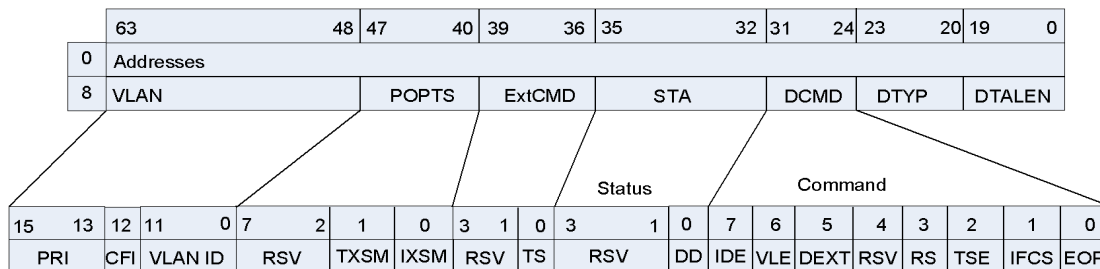 63 48 47 40 39 36 35 32 31 24 23 20 19 0
0 Addresses
8 VLAN POPTS ExtCMD STA DCMD DTYP DTALEN
Status Command
15 13 12 11 0 7 2 1 0 3 1 0 3 1 0 7 6 5 4 3 2 1 0
PRI CFI VLAN ID RSV TXSM IXSM RSV TS RSV DD IDE VLE DEXT RSV RS TSE IFCS EOP